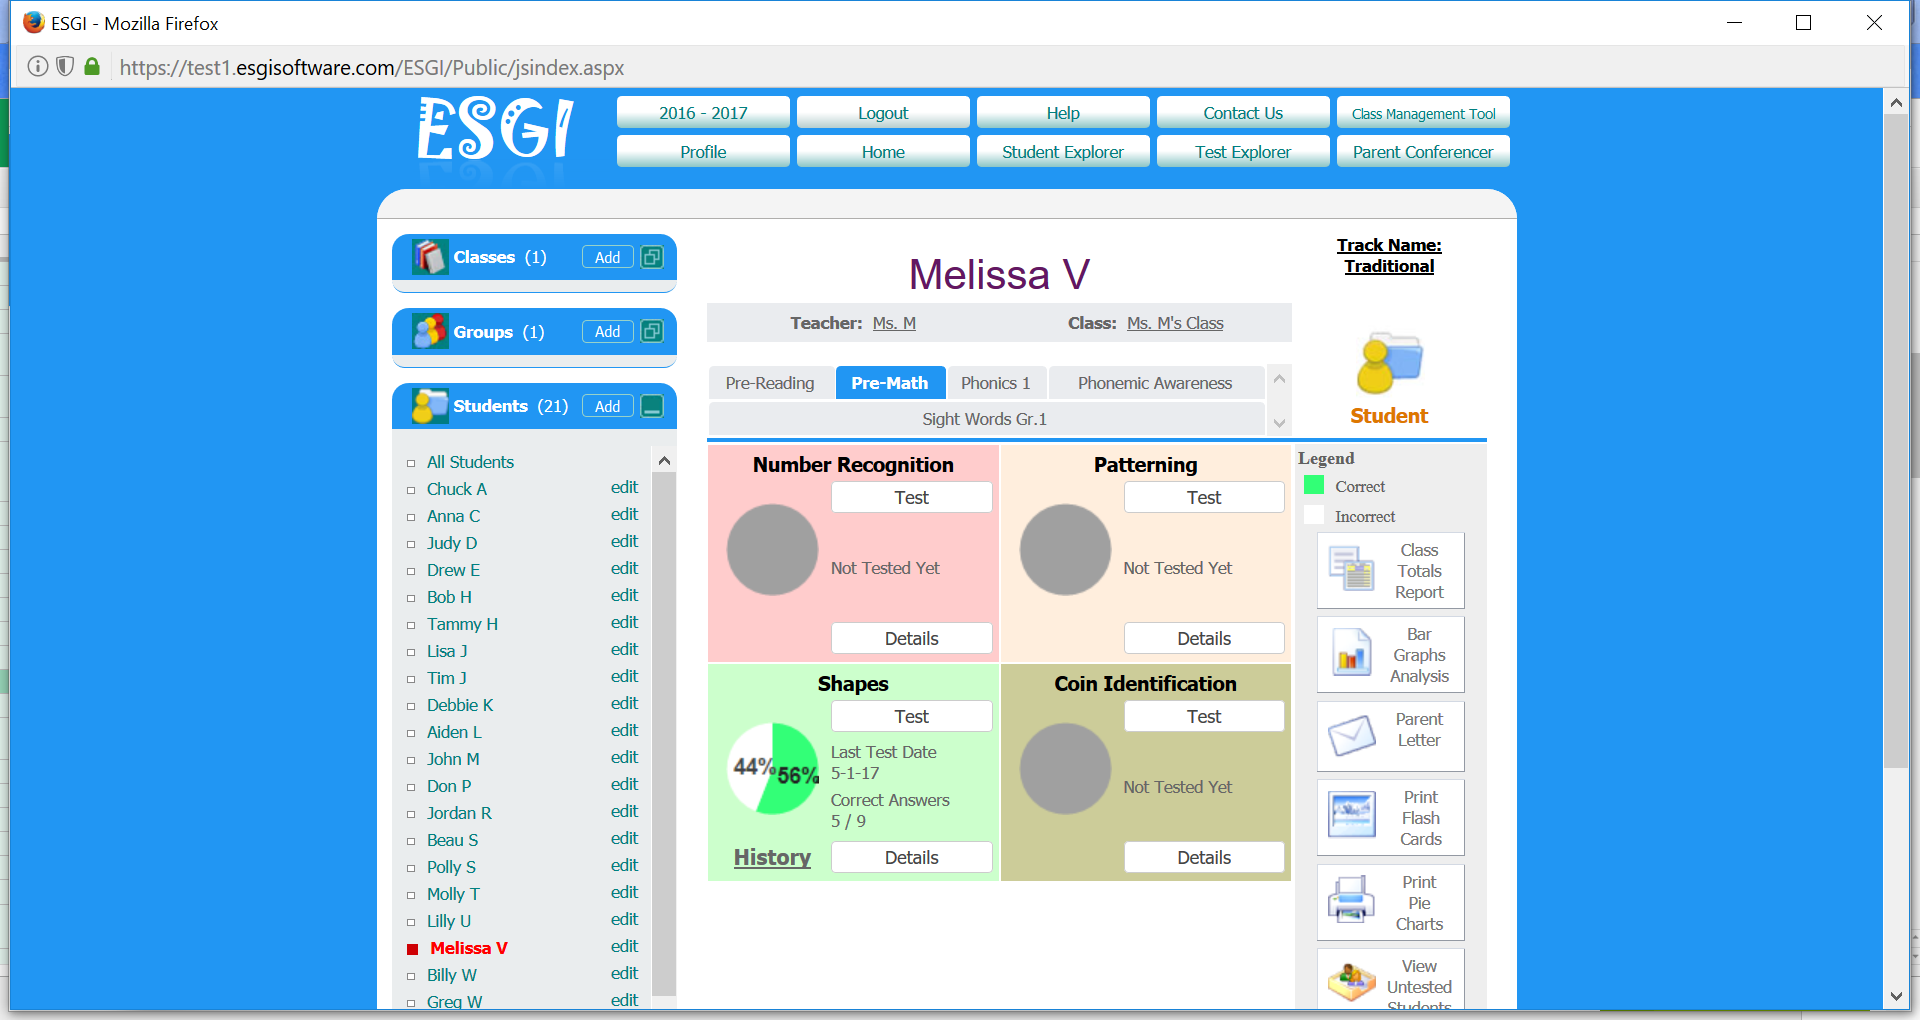 ESGI - Mozilla Firefox
https://test1.esgisoftware.com/ESGI/Public/jsindex.aspx
ESGI
2016 - 2017
Logout
Help
Contact Us
Class Management Tool
Profile
Home
Student Explorer
Test Explorer
Parent Conferencer
Classes (1)
Add
Groups (1)
Add
Students (21)
Add
All Students
Chuck A edit
Anna C edit
Judy D edit
Drew E edit
Bob H edit
Tammy H edit
Lisa J edit
Tim J edit
Debbie K edit
Aiden L edit
John M edit
Don P edit
Jordan R edit
Beau S edit
Polly S edit
Molly T edit
Lilly U edit
Melissa V edit
Billy W edit
Greg W edit
Melissa V
Teacher: Ms. M
Class: Ms. M's Class
Track Name:
Traditional
Student
Pre-Reading
Pre-Math
Phonics 1
Phonemic Awareness
Sight Words Gr.1
Number Recognition
Test
Not Tested Yet
Details
Patterning
Test
Not Tested Yet
Details
Shapes
Test
44%
56%
Last Test Date
5-1-17
Correct Answers
5 / 9
History
Details
Coin Identification
Test
Not Tested Yet
Details
Legend
Correct
Incorrect
Class
Totals
Report
Bar
Graphs
Analysis
Parent
Letter
Print
Flash
Cards
Print
Pie
Charts
View
Untested
Students